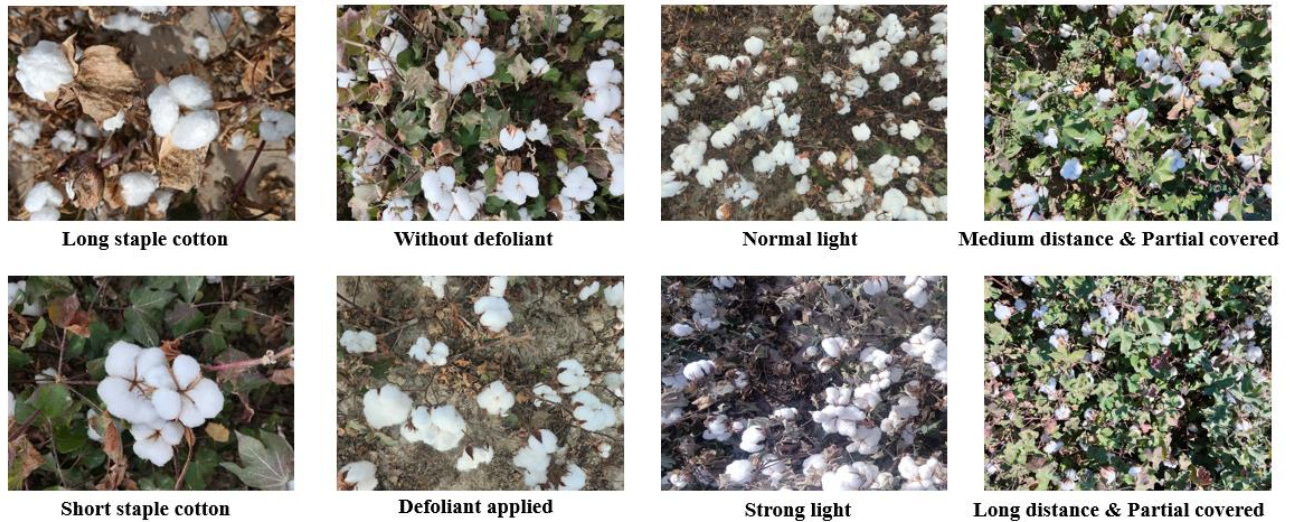 Long staple cotton
Without defoliant
Normal light
Medium distance & Partial covered
Short staple cotton
Defoliant applied
Strong light
Long distance & Partial covered